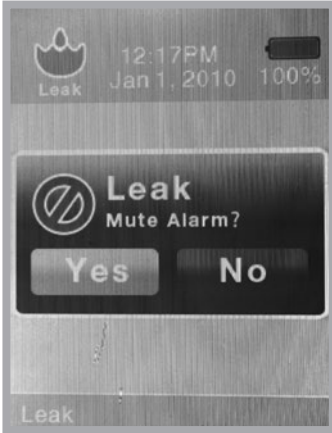 12:17PM
Leak Jan 1, 2010 100%
Leak
Mute Alarm?
Yes No
Leak